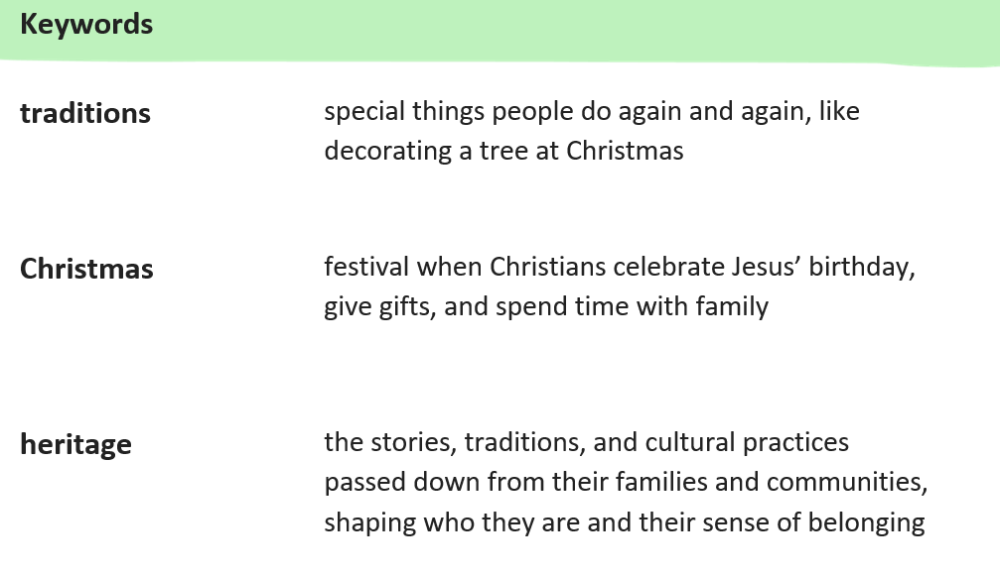 Keywords
traditions
special things people do again and again, like
decorating a tree at Christmas
Christmas
festival when Christians celebrate Jesus’ birthday,
give gifts, and spend time with family
heritage
the stories, traditions, and cultural practices
passed down from their families and communities,
shaping who they are and their sense of belonging